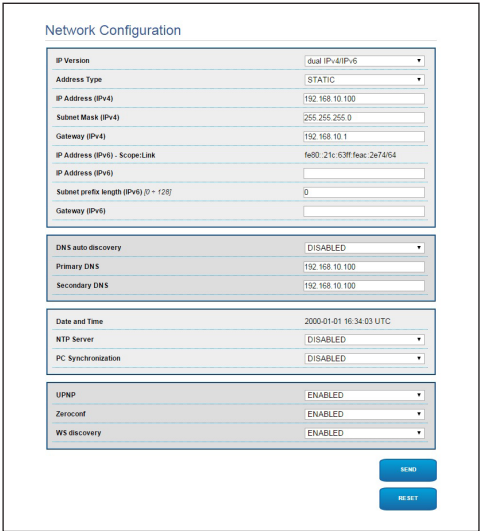 Network Configuration
IP Version dual IPv4/IPv6
Address Type STATIC
IP Address (IPv4) 192.168.10.100
Subnet Mask (IPv4) 255.255.255.0
Gateway (IPv4) 192.168.10.1
IP Address (IPv6) - Scope:Link fe80::21c:63ff:feac:2e74/64
IP Address (IPv6)
Subnet prefix length (IPv6) [0 ÷ 128] 0
Gateway (IPv6)
DNS auto discovery DISABLED
Primary DNS 192.168.10.100
Secondary DNS 192.168.10.100
Date and Time 2000-01-01 16:34:03 UTC
NTP Server DISABLED
PC Synchronization DISABLED
UPNP ENABLED
Zeroconf ENABLED
WS discovery ENABLED
SEND
RESET